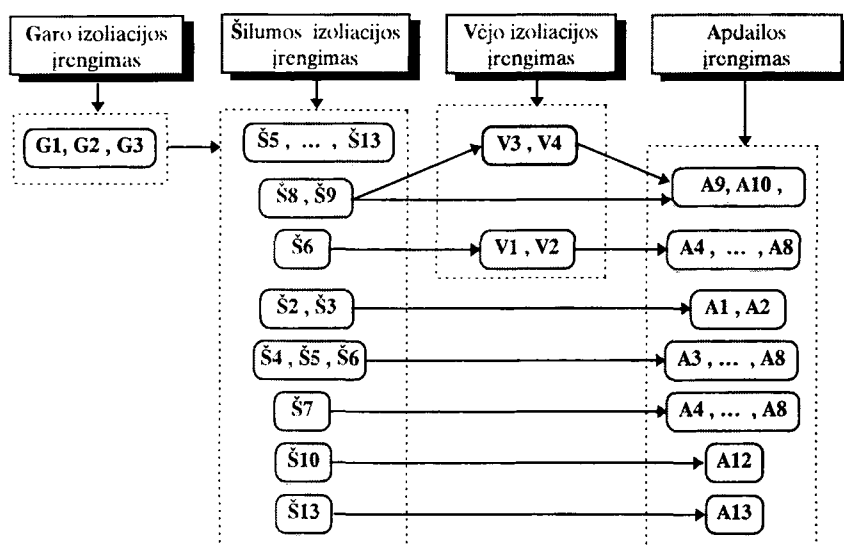 Garo izoliacijos
įrengimas
Šilumos izoliacijos
įrengimas
Vėjo izoliacijos
įrengimas
Apdailos
įrengimas
G1, G2 , G3
Š5 , ... , Š13
V3 , V4
Š8 , Š9
A9, A10 ,
Š6
V1 , V2
A4 , ... , A8
Š2 , Š3
A1 , A2
Š4 , Š5 , Š6
A3 , ... , A8
Š7
A4 , ... , A8
Š10
A12
Š13
A13